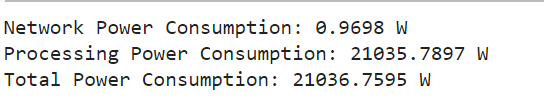 Network Power Consumption: 0.9698 W
Processing Power Consumption: 21035.7897 W
Total Power Consumption: 21036.7595 W